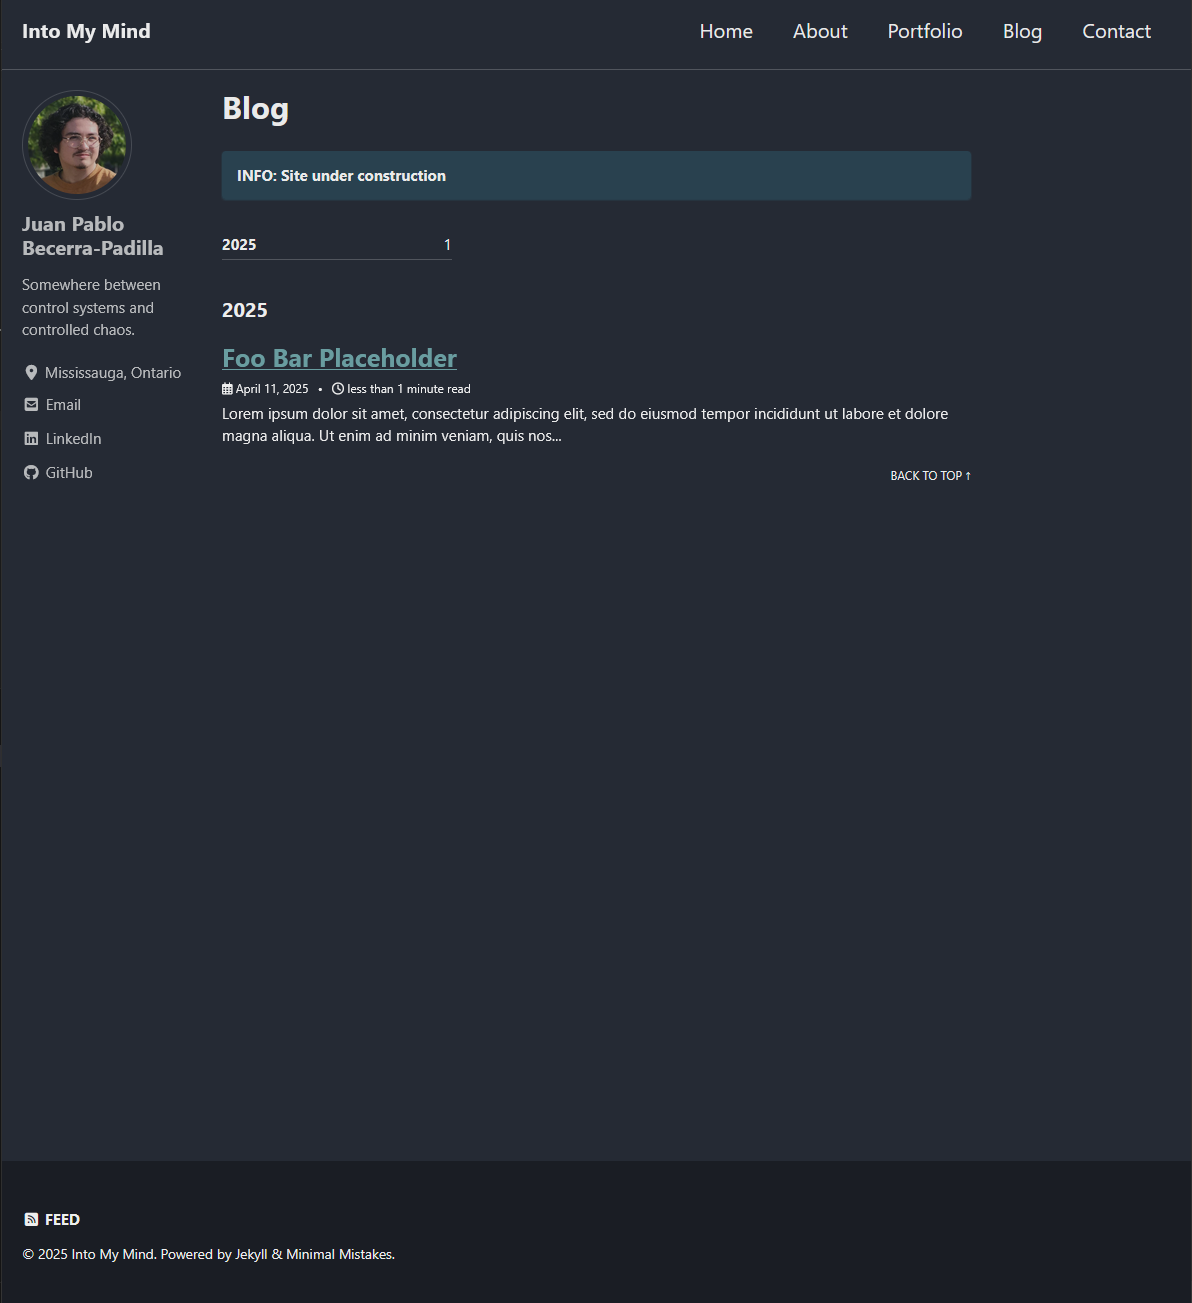 Into My Mind
Home About Portfolio Blog Contact
Juan Pablo
Becerra-Padilla
Somewhere between
control systems and
controlled chaos.
Mississauga, Ontario
Email
LinkedIn
GitHub
Blog
INFO: Site under construction
2025 1
2025
Foo Bar Placeholder
April 11, 2025 • less than 1 minute read
Lorem ipsum dolor sit amet, consectetur adipiscing elit, sed do eiusmod tempor incididunt ut labore et dolore
magna aliqua. Ut enim ad minim veniam, quis nos...
BACK TO TOP ↑
FEED
© 2025 Into My Mind. Powered by Jekyll & Minimal Mistakes.